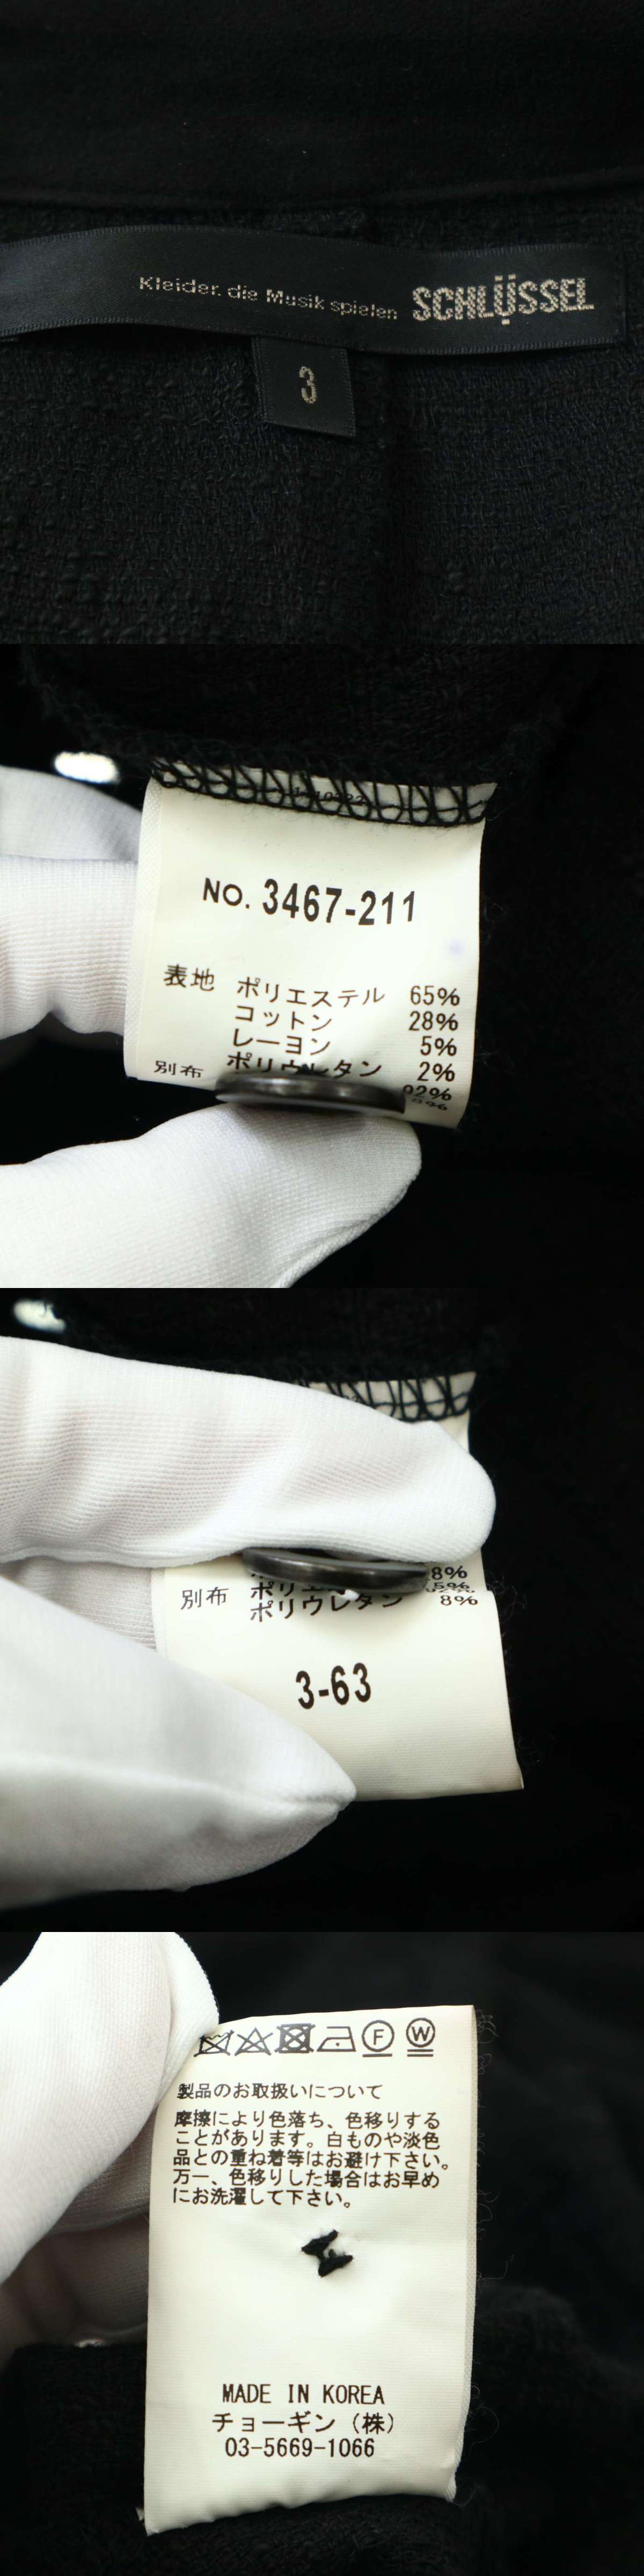 Kleider. die Musik spielen SCHLÜSSEL
3
NO. 3467-211
表地 ポリエステル 65%
コットン 28%
レーヨン 5%
別布 ポリウレタン 2%
92%
8%
8%
別布
ポリウレタン 8%
3-63
F W
製品のお取扱いについて
摩擦により色落ち、色移りする
ことがあります。白ものや淡色
品との重ね着等はお避け下さい。
万一、色移りした場合はお早め
にお洗濯して下さい。
MADE IN KOREA
チョーギン（株）
03-5669-1066